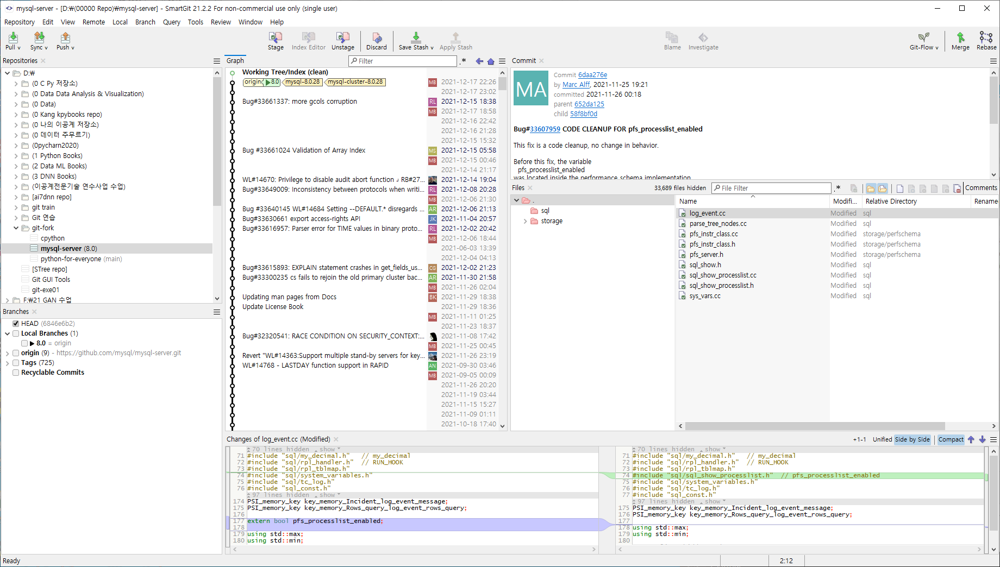 mysql-server - [D:\(00000 Repo)\mysql-server] - SmartGit 21.2.2 For non-commercial use only (single user)
Repository Edit View Remote Local Branch Query Tools Review Window Help
Pull Sync Push Stage Index Editor Unstage Discard Save Stash Apply Stash Blame Investigate Git-Flow Merge Rebase
Repositories
D:₩
(0 C Py 저장소)
(0 Data Data Analysis & Visualization)
(0 Data)
(0 Kang kpybooks repo)
(0 나의 이공계 저장소)
(0 데이터 주무르기)
(0pycharn2020)
(1 Python Books)
(2 Data ML Books)
(3 DNN Books)
(이공계전문기술 연수사업 수업)
[ai7dnn repo]
git train
Git 연습
git-fork
cpython
mysql-server (8.0)
python-for-everyone (main)
[STree repo]
Git GUI Tools
git-exe01
F:₩21 GAN 수업
Branches
HEAD (6846e6b2)
Local Branches (1)
8.0 = origin
origin (9) - https://github.com/mysql/mysql-server.git
Tags (725)
Recyclable Commits
Graph Filter .*
Working Tree/Index (clean)
origin 8.0 mysql-8.0.28 mysql-cluster-8.0.28 MB 2021-12-17 22:26
2021-12-17 23:02
Bug#33661337: more gcols corruption RL 2021-12-15 18:38
MB 2021-12-17 18:58
2021-12-16 22:42
2021-12-16 21:28
2021-12-15 15:32
Bug #33661024 Validation of Array Index MS 2021-12-15 05:58
MB 2021-12-15 00:46
2021-12-14 21:17
WL#14670: Privilege to disable audit abort function ↲ RB#27... 2021-12-14 19:04
Bug#33649009: Inconsistency between protocols when writi... RL 2021-12-08 20:28
MB 2021-12-06 21:30
Bug #33640145 WL#14684 Setting --DEFAULT.* disregards ... AR 2021-12-06 21:13
Bug#33630661 export access-rights API JK 2021-11-04 20:57
Bug#33616957: Parser error for TIME values in binary proto... RL 2021-12-02 20:42
MB 2021-12-06 18:44
2021-06-03 13:39
2021-12-04 04:13
Bug#33615893: EXPLAIN statement crashes in get_fields_us... CG 2021-12-02 21:23
Bug#33300235 cs fails to rejoin the old primary cluster bac... AR 2021-11-30 21:58
MB 2021-11-26 02:04
Updating man pages from Docs BK 2021-11-29 18:38
Update License Book 2021-11-29 18:36
MB 2021-11-11 01:25
2021-11-23 18:37
Bug#32320541: RACE CONDITION ON SECURITY_CONTEXT:... 2021-11-08 17:42
MB 2021-11-25 00:45
Revert "WL#14363:Support multiple stand-by servers for key... 2021-11-26 23:19
WL#14768 - LASTDAY function support in RAPID AN 2021-09-30 03:46
MB 2021-09-05 00:09
2021-11-26 20:20
2021-11-19 03:44
2021-11-15 15:27
2021-11-09 01:11
2021-10-18 17:40
Commit
MA
Commit 6daa276e
by Marc Alff, 2021-11-25 19:21
committed 2021-11-26 00:18
parent 652da125
child 58f8bf0d
Bug#33607959 CODE CLEANUP FOR pfs_processlist_enabled
This fix is a code cleanup, no change in behavior.
Before this fix, the variable
pfs_processlist_enabled
was located inside the performance schema implementation
Files 33,689 files hidden File Filter .* Comments
.
sql
storage
Name Modifi... Relative Directory Rename
log_event.cc Modified sql
parse_tree_nodes.cc Modified sql
pfs_instr_class.cc Modified storage/perfschema
pfs_instr_class.h Modified storage/perfschema
pfs_server.h Modified storage/perfschema
sql_show.h Modified sql
sql_show_processlist.cc Modified sql
sql_show_processlist.h Modified sql
sys_vars.cc Modified sql
Changes of log_event.cc (Modified) +1-1 Unified Side by Side Compact
70 lines hidden show
71 #include "sql/my_decimal.h" // my_decimal
72 #include "sql/rpl_handler.h" // RUN_HOOK
73 #include "sql/rpl_tblmap.h"
74 #include "sql/system_variables.h"
75 #include "sql/tc_log.h"
76 #include "sql_const.h"
97 lines hidden show
174 PSI_memory_key key_memory_Incident_log_event_message;
175 PSI_memory_key key_memory_Rows_query_log_event_rows_query;
176
177 extern bool pfs_processlist_enabled;
178
179 using std::max;
180 using std::min;
70 lines hidden show
71 #include "sql/my_decimal.h" // my_decimal
72 #include "sql/rpl_handler.h" // RUN_HOOK
73 #include "sql/rpl_tblmap.h"
74 #include "sql/sql_show_processlist.h" // pfs_processlist_enabled
75 #include "sql/system_variables.h"
76 #include "sql/tc_log.h"
77 #include "sql_const.h"
97 lines hidden show
175 PSI_memory_key key_memory_Incident_log_event_message;
176 PSI_memory_key key_memory_Rows_query_log_event_rows_query;
177
178 using std::max;
179 using std::min;
180
Ready 2:12